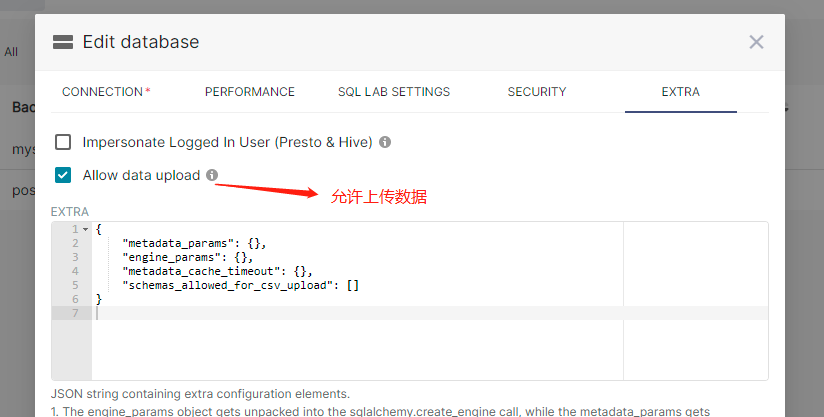 Edit database
All
CONNECTION *
PERFORMANCE
SQL LAB SETTINGS
SECURITY
EXTRA
Bac
Impersonate Logged In User (Presto & Hive)
mys
Allow data upload
允许上传数据
pos
EXTRA
1 {
2 "metadata_params": {},
3 "engine_params": {},
4 "metadata_cache_timeout": {},
5 "schemas_allowed_for_csv_upload": []
6 }
7
JSON string containing extra configuration elements.
1. The engine_params object gets unpacked into the sqlalchemy.create_engine call, while the metadata_params gets